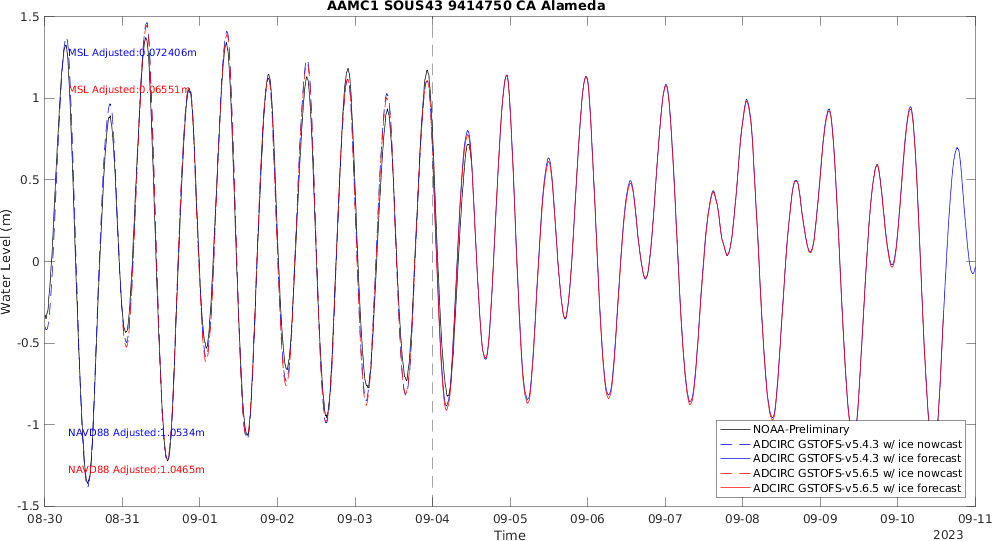 AAMC1 SOUS43 9414750 CA Alameda
1.5
1
0.5
0
-0.5
-1
-1.5
Water Level (m)
MSL Adjusted:0.072406m
MSL Adjusted:0.06551m
NAVD88 Adjusted:1.0534m
NAVD88 Adjusted:1.0465m
NOAA-Preliminary
ADCIRC GSTOFS-v5.4.3 w/ ice nowcast
ADCIRC GSTOFS-v5.4.3 w/ ice forecast
ADCIRC GSTOFS-v5.6.5 w/ ice nowcast
ADCIRC GSTOFS-v5.6.5 w/ ice forecast
08-30 08-31 09-01 09-02 09-03 09-04 09-05 09-06 09-07 09-08 09-09 09-10 09-11
Time
2023